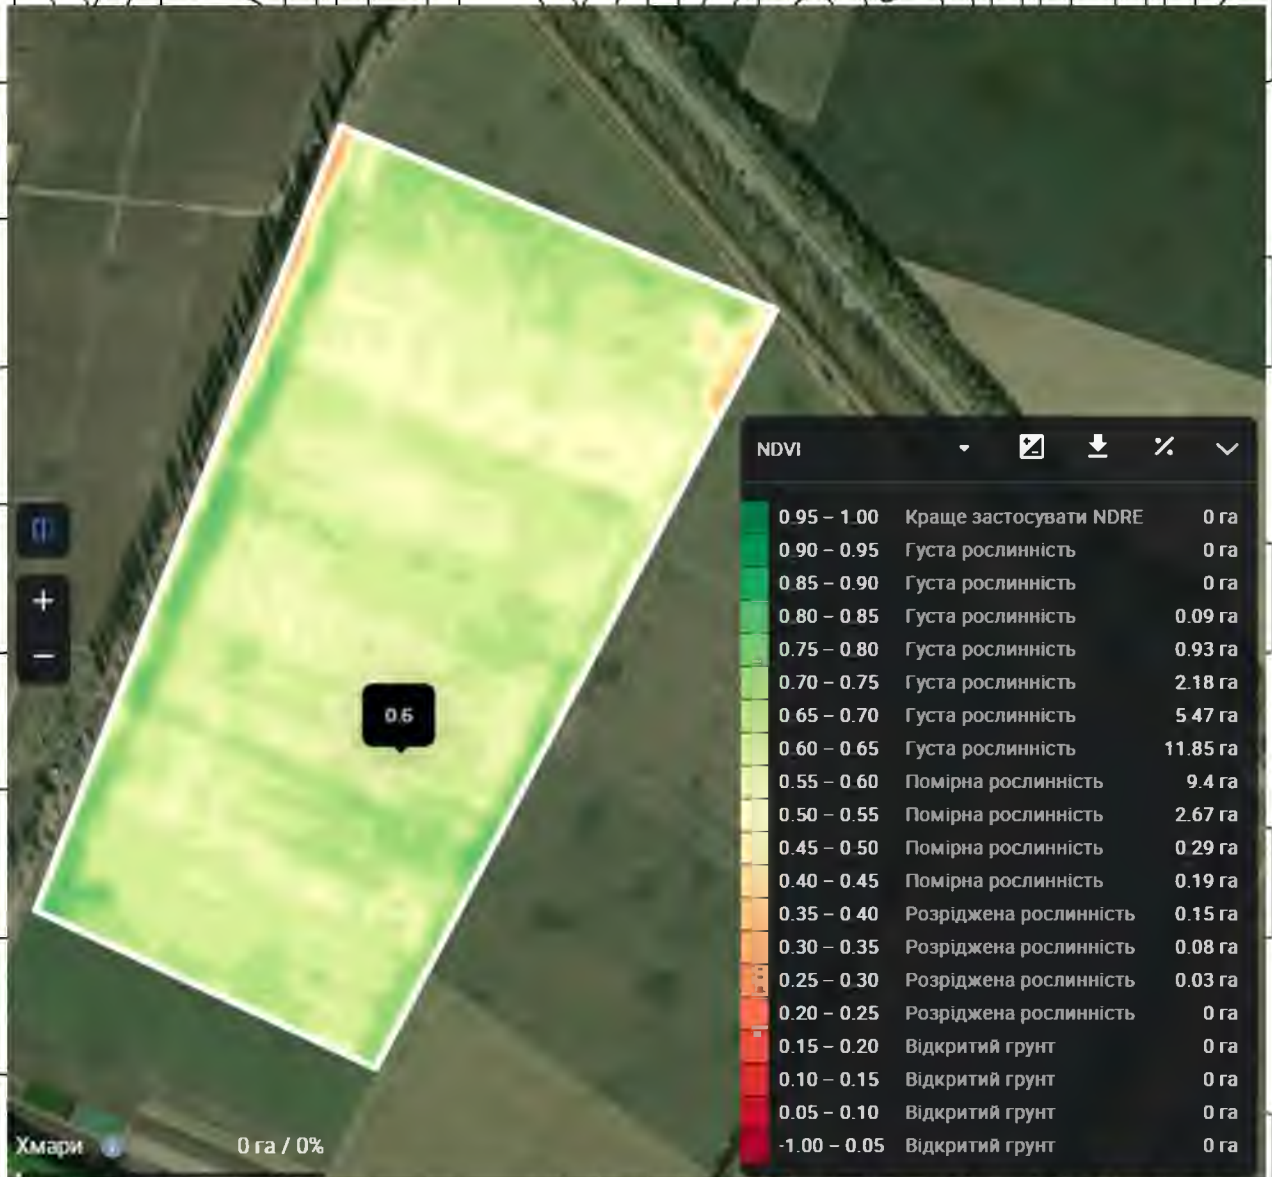 NDVI
0.95 – 1.00 Краще застосувати NDRE 0 га
0.90 – 0.95 Густа рослинність 0 га
0.85 – 0.90 Густа рослинність 0 га
0.80 – 0.85 Густа рослинність 0.09 га
0.75 – 0.80 Густа рослинність 0.93 га
0.70 – 0.75 Густа рослинність 2.18 га
0.65 – 0.70 Густа рослинність 5.47 га
0.60 – 0.65 Густа рослинність 11.85 га
0.55 – 0.60 Помірна рослинність 9.4 га
0.50 – 0.55 Помірна рослинність 2.67 га
0.45 – 0.50 Помірна рослинність 0.29 га
0.40 – 0.45 Помірна рослинність 0.19 га
0.35 – 0.40 Розріджена рослинність 0.15 га
0.30 – 0.35 Розріджена рослинність 0.08 га
0.25 – 0.30 Розріджена рослинність 0.03 га
0.20 – 0.25 Розріджена рослинність 0 га
0.15 – 0.20 Відкритий грунт 0 га
0.10 – 0.15 Відкритий грунт 0 га
0.05 – 0.10 Відкритий грунт 0 га
-1.00 – 0.05 Відкритий грунт 0 га
0.6
Хмари 0 га / 0%